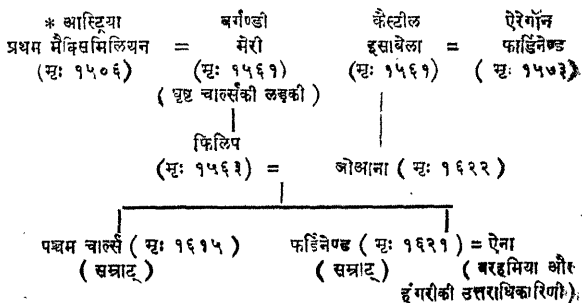 * आस्ट्रिया बर्गण्डी कैस्टील ऐरेगॉन
प्रथम मैक्सिमिलियन = मेरी इसाबेला = फार्डिनेण्ड
(मृः १५०६) (मृः १५६१) (मृः १५६१) (मृः १५७३)
(धृष्ट चार्ल्सकी लड़की)
फिलिप
(मृः १५६३) = जोआना (मृः १६२२)
पञ्चम चार्ल्स (मृः १६१५) फर्डिनेण्ड (मृः १६२१) = ऐना
(सम्राट्) (सम्राट्) (बरहमिया और
हंगरीकी उत्तराधिकारिणी)